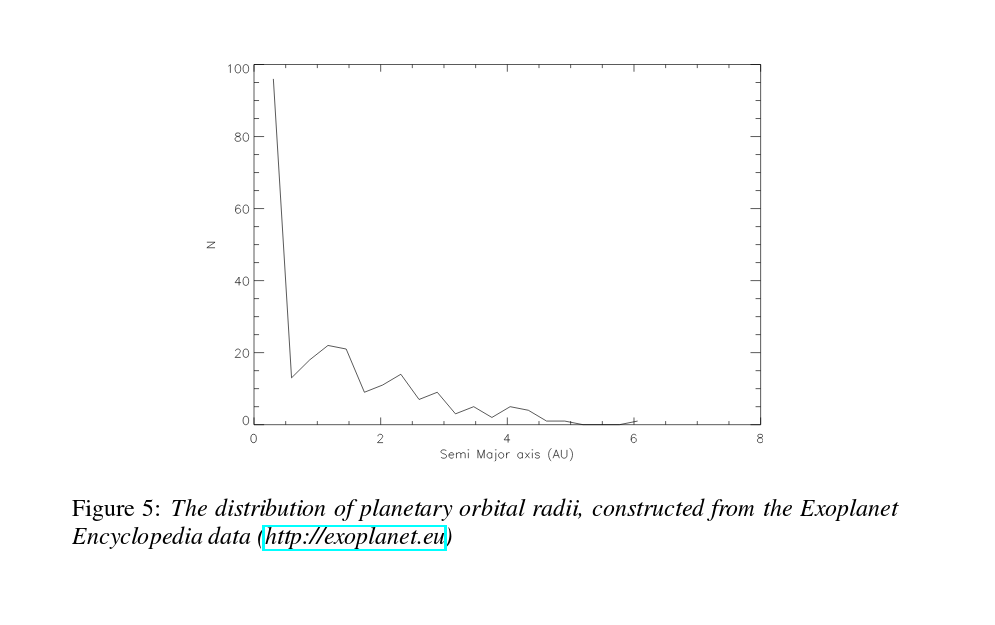 100
80
60
40
20
0
N
0 2 4 6 8
Semi Major axis (AU)
Figure 5: The distribution of planetary orbital radii, constructed from the Exoplanet
Encyclopedia data (http://exoplanet.eu)